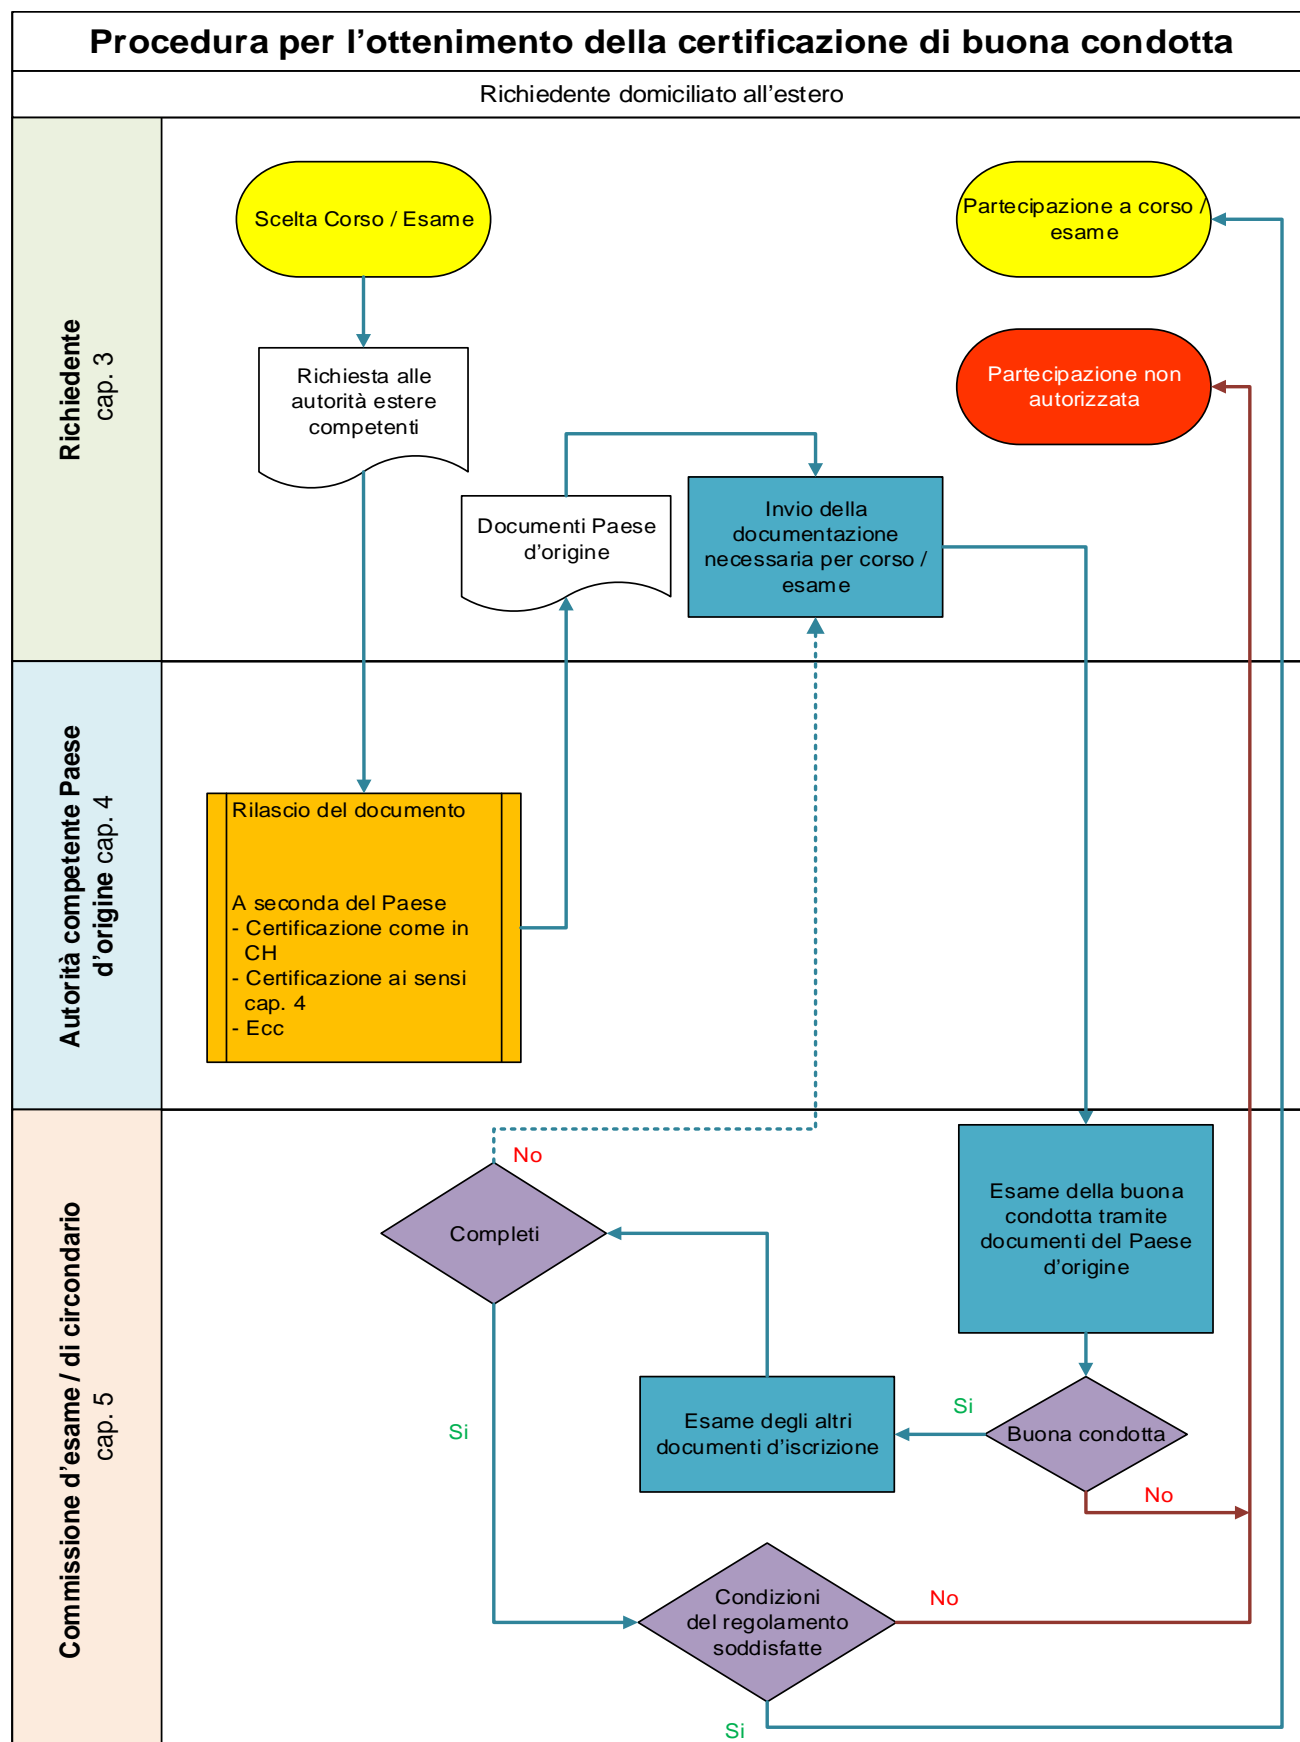 Procedura per l'ottenimento della certificazione di buona condotta
Richiedente domiciliato all'estero
Richiedente
cap. 3
Scelta Corso / Esame
Partecipazione a corso /
esame
Richiesta alle
autorità estere
competenti
Partecipazione non
autorizzata
Documenti Paese
d'origine
Invio della
documentazione
necessaria per corso /
esame
Autorità competente Paese
d'origine cap. 4
Rilascio del documento
A seconda del Paese
- Certificazione come in
CH
- Certificazione ai sensi
cap. 4
- Ecc
Commissione d'esame / di circondario
cap. 5
No
Completi
Esame della buona
condotta tramite
documenti del Paese
d'origine
Si
Esame degli altri
documenti d'iscrizione
Si
Buona condotta
No
Condizioni
del regolamento
soddisfatte
No
Si